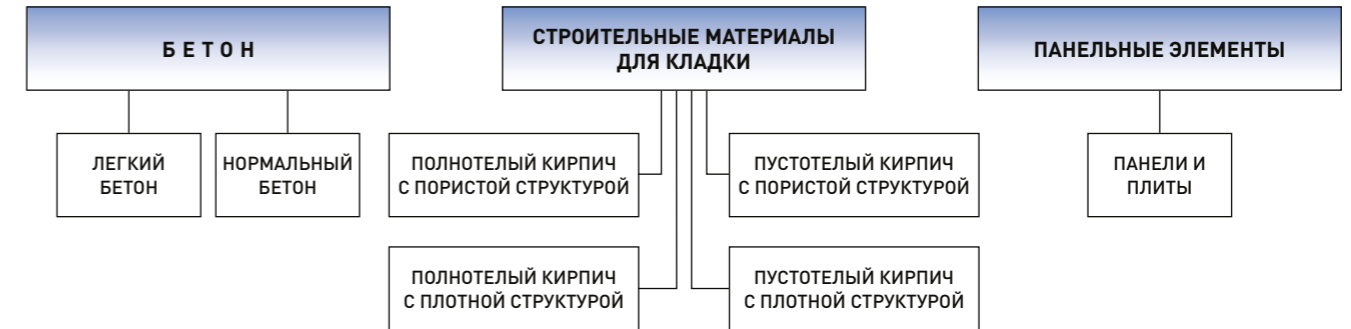 БЕТОН
СТРОИТЕЛЬНЫЕ МАТЕРИАЛЫ
ДЛЯ КЛАДКИ
ПАНЕЛЬНЫЕ ЭЛЕМЕНТЫ
ЛЕГКИЙ
БЕТОН
НОРМАЛЬНЫЙ
БЕТОН
ПОЛНОТЕЛЫЙ КИРПИЧ
С ПОРИСТОЙ СТРУКТУРОЙ
ПУСТОТЕЛЫЙ КИРПИЧ
С ПОРИСТОЙ СТРУКТУРОЙ
ПАНЕЛИ И
ПЛИТЫ
ПОЛНОТЕЛЫЙ КИРПИЧ
С ПЛОТНОЙ СТРУКТУРОЙ
ПУСТОТЕЛЫЙ КИРПИЧ
С ПЛОТНОЙ СТРУКТУРОЙ